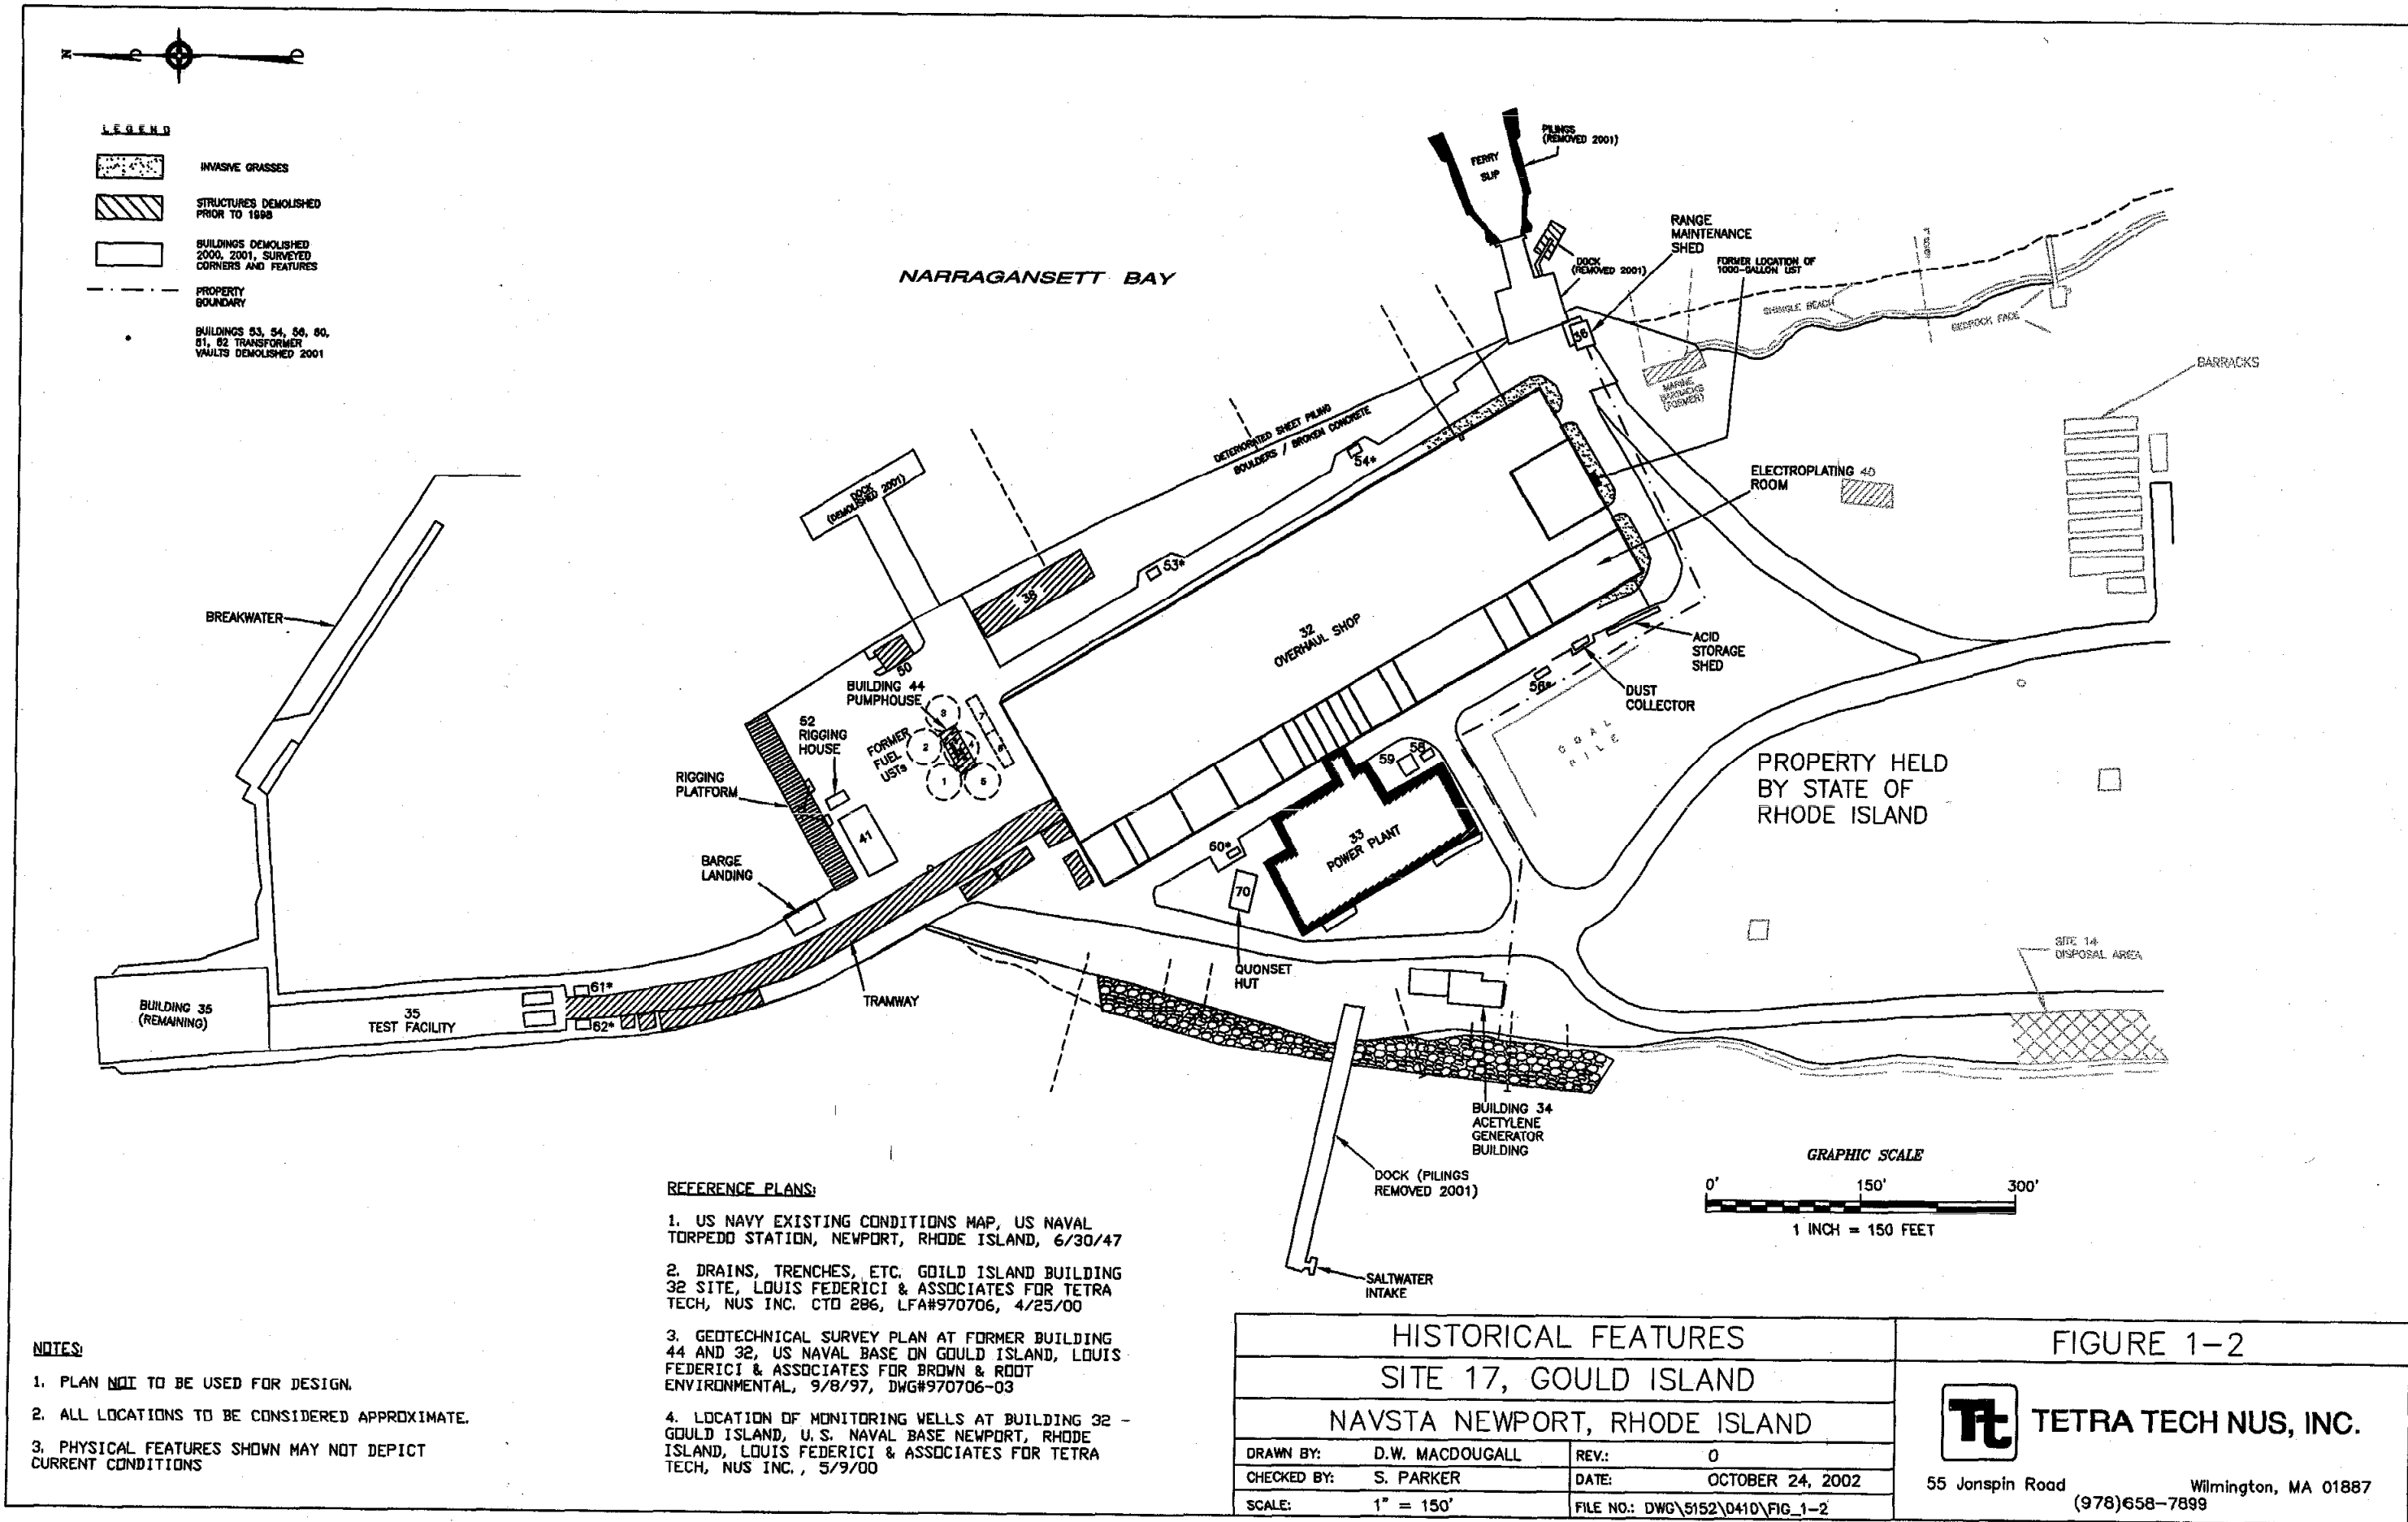 N
LEGEND
INVASIVE GRASSES
STRUCTURES DEMOLISHED
PRIOR TO 1998
BUILDINGS DEMOLISHED
2000, 2001, SURVEYED
CORNERS AND FEATURES
PROPERTY
BOUNDARY
BUILDINGS 53, 54, 56, 60,
61, 62 TRANSFORMER
VAULTS DEMOLISHED 2001
NARRAGANSETT BAY
FERRY
SLIP
PILINGS
(REMOVED 2001)
DOCK
(REMOVED 2001)
RANGE
MAINTENANCE
SHED
FORMER LOCATION OF
1000-GALLON UST
36
SHINGLE BEACH
BEDROCK FACE
MARINE
BARRACKS
(FORMER)
BARRACKS
DETERIORATED SHEET PILING
BOULDERS / BROKEN CONCRETE
54*
ELECTROPLATING 40
ROOM
DOCK
(DEMOLISHED 2001)
53*
38
BREAKWATER
32
OVERHAUL SHOP
ACID
STORAGE
SHED
56*
DUST
COLLECTOR
50
BUILDING 44
PUMPHOUSE
52
RIGGING
HOUSE
FORMER
FUEL
USTs
3
2
4
1
5
7
6
RIGGING
PLATFORM
41
COAL
PILE
PROPERTY HELD
BY STATE OF
RHODE ISLAND
59
58
33
POWER PLANT
60*
70
BARGE
LANDING
QUONSET
HUT
TRAMWAY
SITE 14
DISPOSAL AREA
BUILDING 35
(REMAINING)
35
TEST FACILITY
61*
62*
BUILDING 34
ACETYLENE
GENERATOR
BUILDING
DOCK (PILINGS
REMOVED 2001)
SALTWATER
INTAKE
GRAPHIC SCALE
0' 150' 300'
1 INCH = 150 FEET
REFERENCE PLANS:
1. US NAVY EXISTING CONDITIONS MAP, US NAVAL
TORPEDO STATION, NEWPORT, RHODE ISLAND, 6/30/47
2. DRAINS, TRENCHES, ETC. GOILD ISLAND BUILDING
32 SITE, LOUIS FEDERICI & ASSOCIATES FOR TETRA
TECH, NUS INC. CTO 286, LFA#970706, 4/25/00
3. GEOTECHNICAL SURVEY PLAN AT FORMER BUILDING
44 AND 32, US NAVAL BASE ON GOULD ISLAND, LOUIS
FEDERICI & ASSOCIATES FOR BROWN & ROOT
ENVIRONMENTAL, 9/8/97, DWG#970706-03
4. LOCATION OF MONITORING WELLS AT BUILDING 32 -
GOULD ISLAND, U.S. NAVAL BASE NEWPORT, RHODE
ISLAND, LOUIS FEDERICI & ASSOCIATES FOR TETRA
TECH, NUS INC., 5/9/00
NOTES:
1. PLAN NOT TO BE USED FOR DESIGN.
2. ALL LOCATIONS TO BE CONSIDERED APPROXIMATE.
3. PHYSICAL FEATURES SHOWN MAY NOT DEPICT
CURRENT CONDITIONS
HISTORICAL FEATURES
SITE 17, GOULD ISLAND
NAVSTA NEWPORT, RHODE ISLAND
DRAWN BY: D.W. MACDOUGALL REV.: 0
CHECKED BY: S. PARKER DATE: OCTOBER 24, 2002
SCALE: 1" = 150' FILE NO.: DWG\5152\0410\FIG_1-2
FIGURE 1-2
Tt TETRA TECH NUS, INC.
55 Jonspin Road Wilmington, MA 01887
(978)658-7899